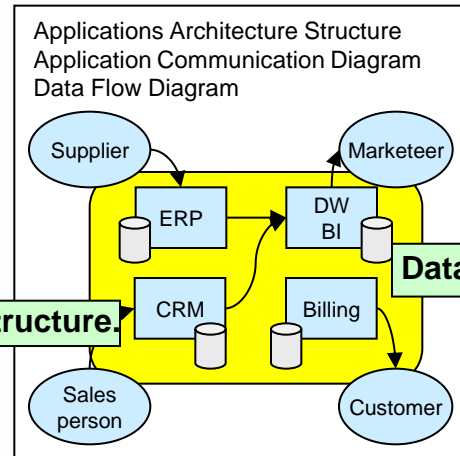 Applications Architecture Structure
Application Communication Diagram
Data Flow Diagram
Supplier
Marketeer
ERP
DW
BI
Data
tructure.
CRM
Billing
Sales
person
Customer